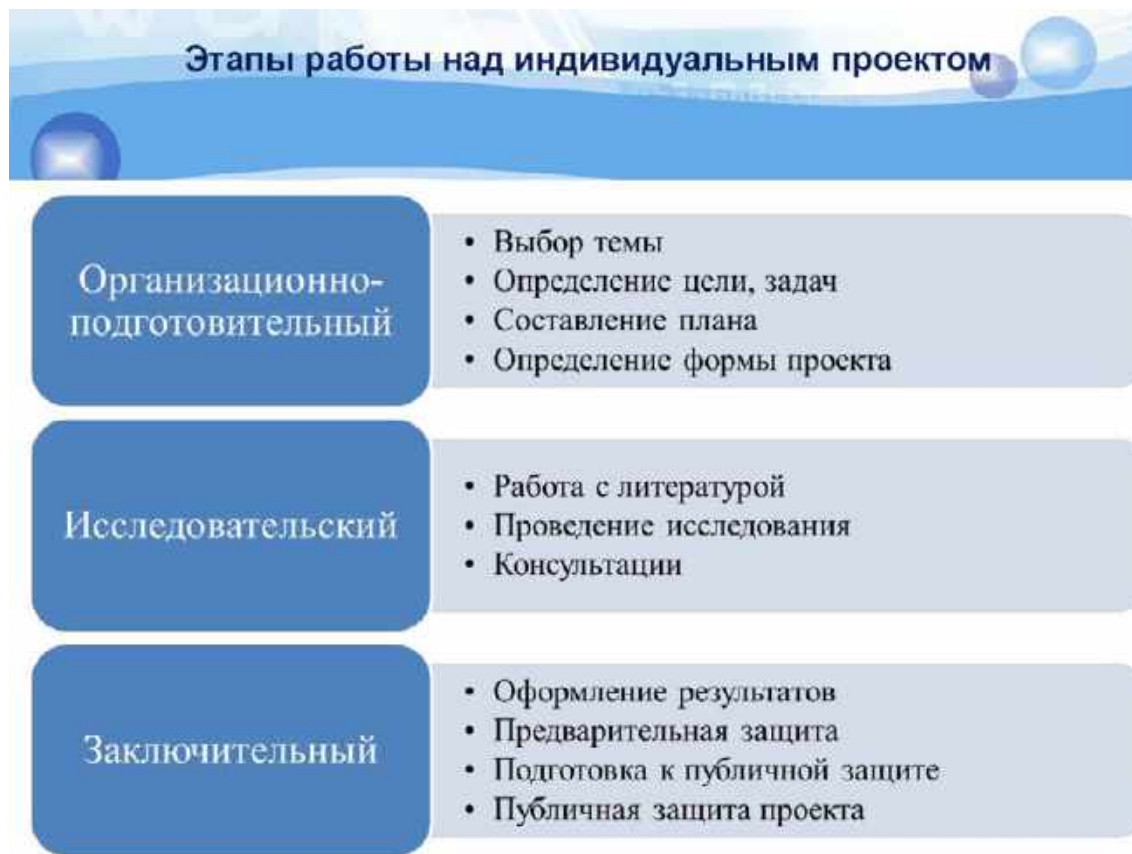 Этапы работы над индивидуальным проектом
Организационно-
подготовительный
• Выбор темы
• Определение цели, задач
• Составление плана
• Определение формы проекта
Исследовательский
• Работа с литературой
• Проведение исследования
• Консультации
Заключительный
• Оформление результатов
• Предварительная защита
• Подготовка к публичной защите
• Публичная защита проекта